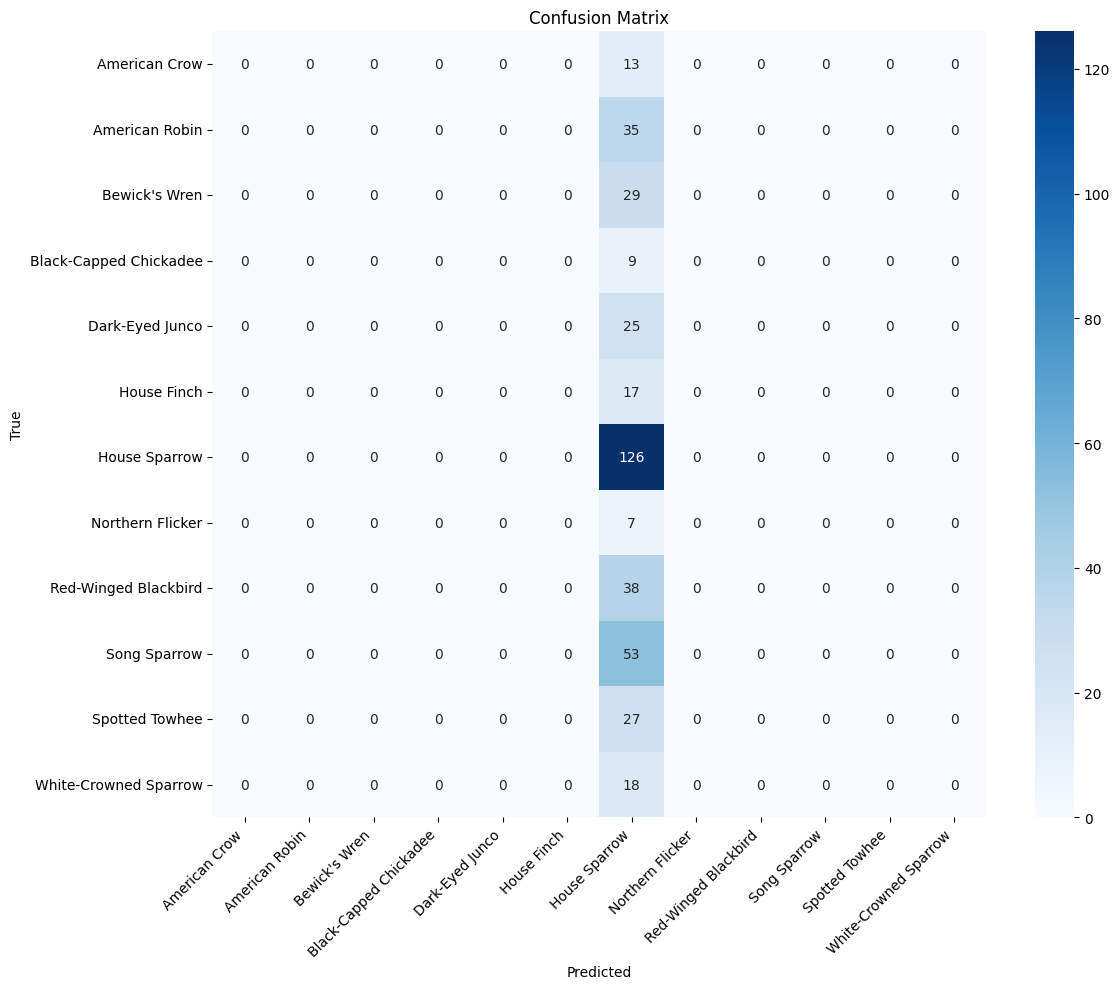 Confusion Matrix
American Crow 0 0 0 0 0 0 13 0 0 0 0 0
American Robin 0 0 0 0 0 0 35 0 0 0 0 0
Bewick's Wren 0 0 0 0 0 0 29 0 0 0 0 0
Black-Capped Chickadee 0 0 0 0 0 0 9 0 0 0 0 0
Dark-Eyed Junco 0 0 0 0 0 0 25 0 0 0 0 0
House Finch 0 0 0 0 0 0 17 0 0 0 0 0
House Sparrow 0 0 0 0 0 0 126 0 0 0 0 0
Northern Flicker 0 0 0 0 0 0 7 0 0 0 0 0
Red-Winged Blackbird 0 0 0 0 0 0 38 0 0 0 0 0
Song Sparrow 0 0 0 0 0 0 53 0 0 0 0 0
Spotted Towhee 0 0 0 0 0 0 27 0 0 0 0 0
White-Crowned Sparrow 0 0 0 0 0 0 18 0 0 0 0 0
True
American Crow
American Robin
Bewick's Wren
Black-Capped Chickadee
Dark-Eyed Junco
House Finch
House Sparrow
Northern Flicker
Red-Winged Blackbird
Song Sparrow
Spotted Towhee
White-Crowned Sparrow
Predicted
120
100
80
60
40
20
0